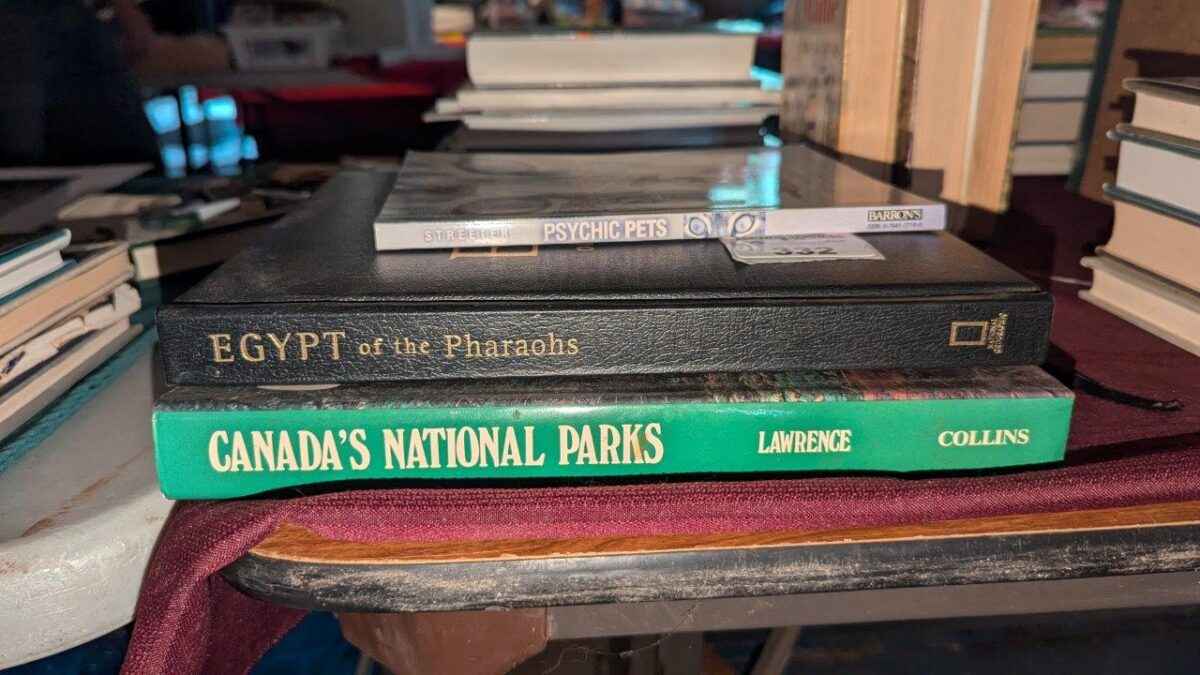 STREETER PSYCHIC PETS BARRON'S
332
EGYPT of the Pharaohs
CANADA'S NATIONAL PARKS LAWRENCE COLLINS